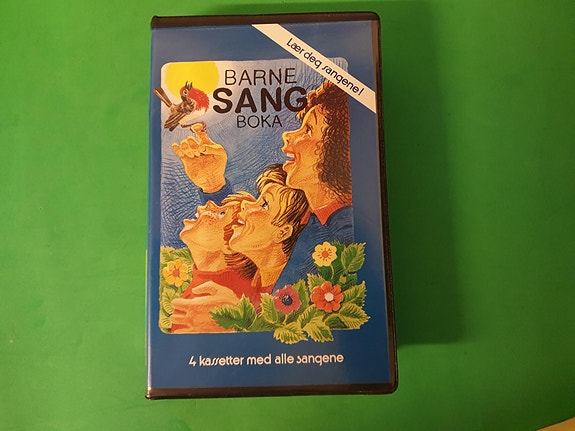 Lær deg sangene!
BARNE
SANG
BOKA
4 kassetter med alle sangene